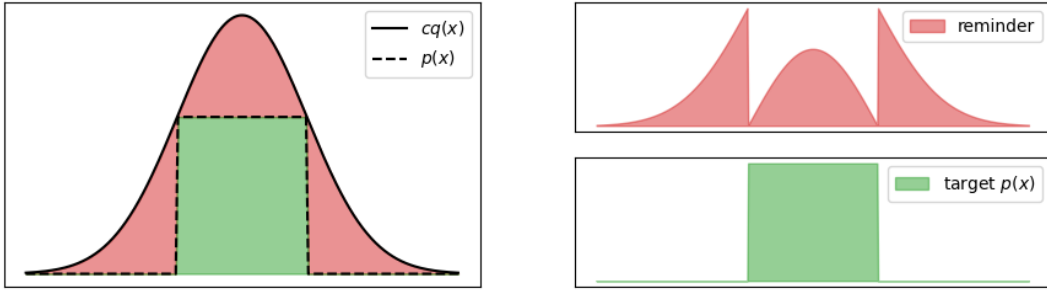 cq(x)
p(x)
reminder
target p(x)